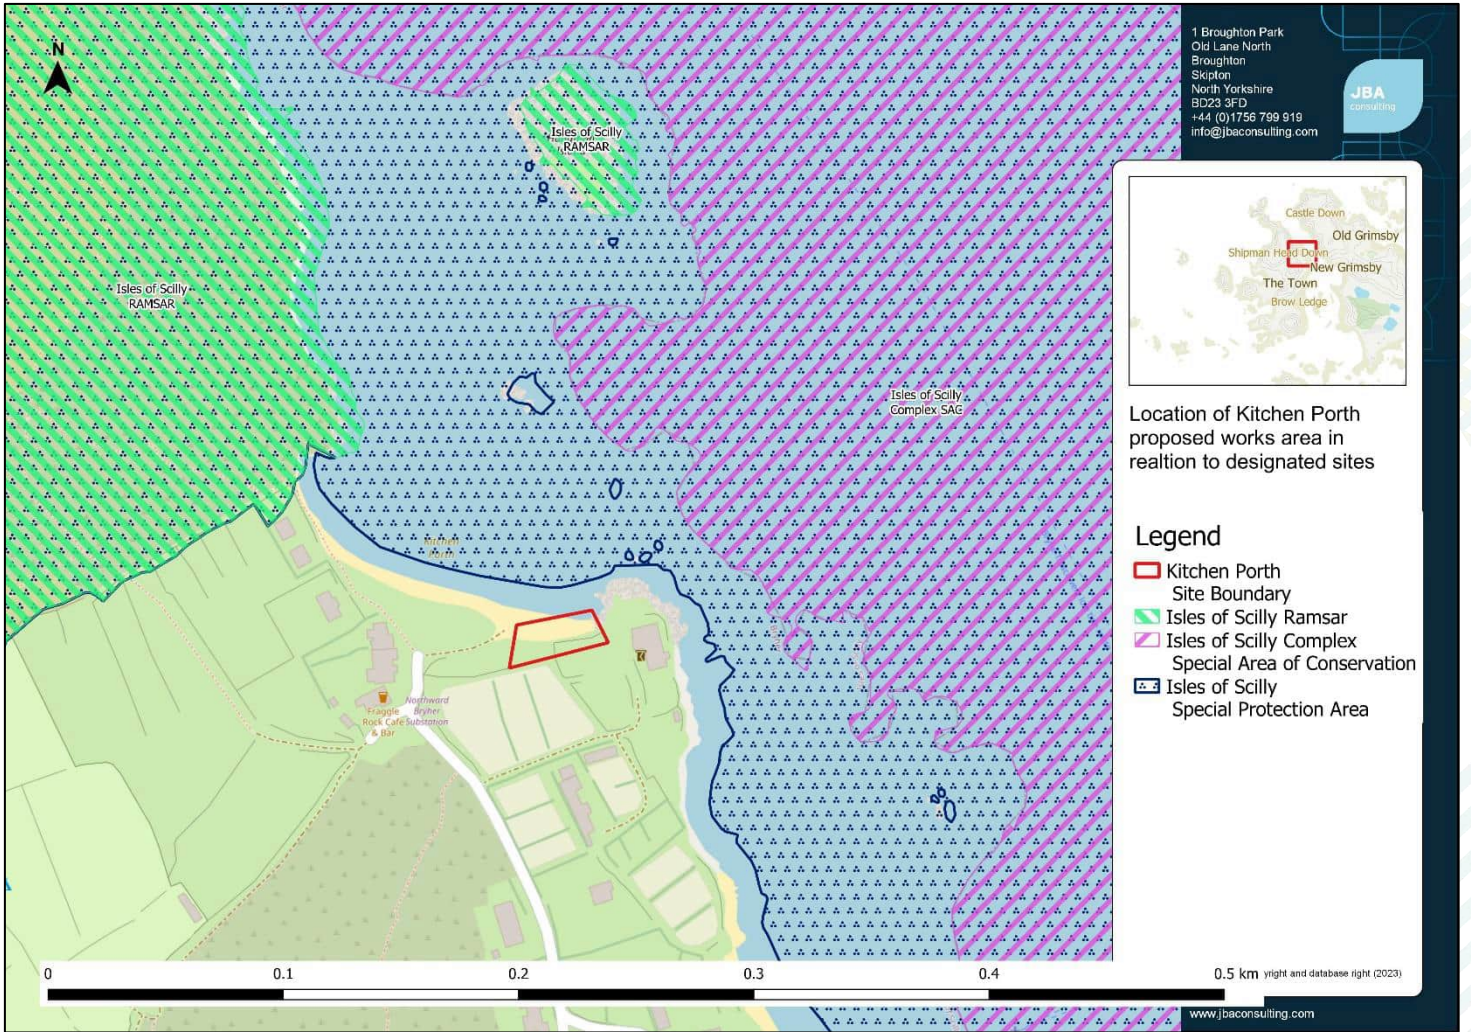 N
Isles of Scilly
RAMSAR
Isles of Scilly
RAMSAR
Isles of Scilly
Complex SAC
Kitchen
Porth
Fraggle
Rock Cafe
& Bar
Northward
Bryher
Substation
0
0.1
0.2
0.3
0.4
0.5 km
1 Broughton Park
Old Lane North
Broughton
Skipton
North Yorkshire
BD23 3FD
+44 (0)1756 799 919
info@jbaconsulting.com
JBA
consulting
Castle Down
Old Grimsby
Shipman Head Down
New Grimsby
The Town
Brow Ledge
Location of Kitchen Porth
proposed works area in
realtion to designated sites
Legend
Kitchen Porth
Site Boundary
Isles of Scilly Ramsar
Isles of Scilly Complex
Special Area of Conservation
Isles of Scilly
Special Protection Area
yright and database right (2023)
www.jbaconsulting.com